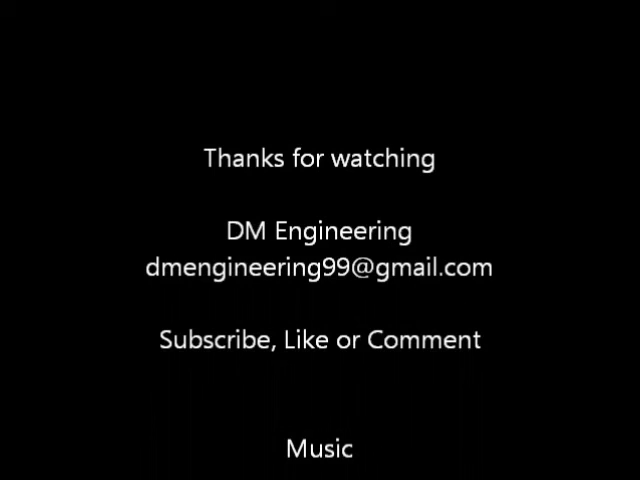 Thanks for watching
DM Engineering
dmengineering99@gmail.com
Subscribe, Like or Comment
Music